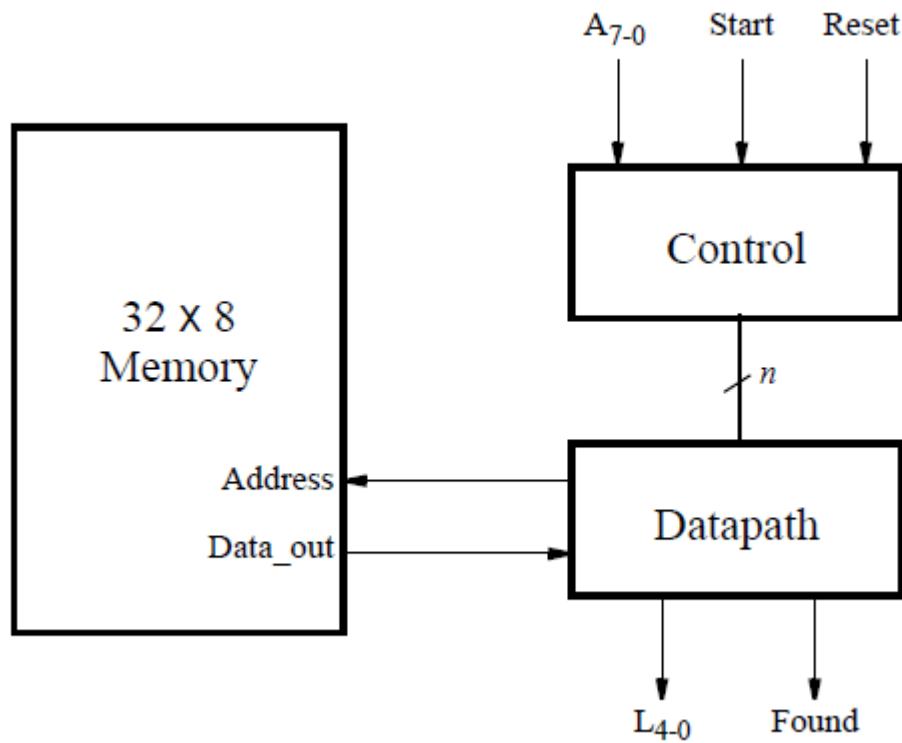 A7-0 Start Reset
Control
32 X 8
Memory
n
Address
Data_out
Datapath
L4-0 Found